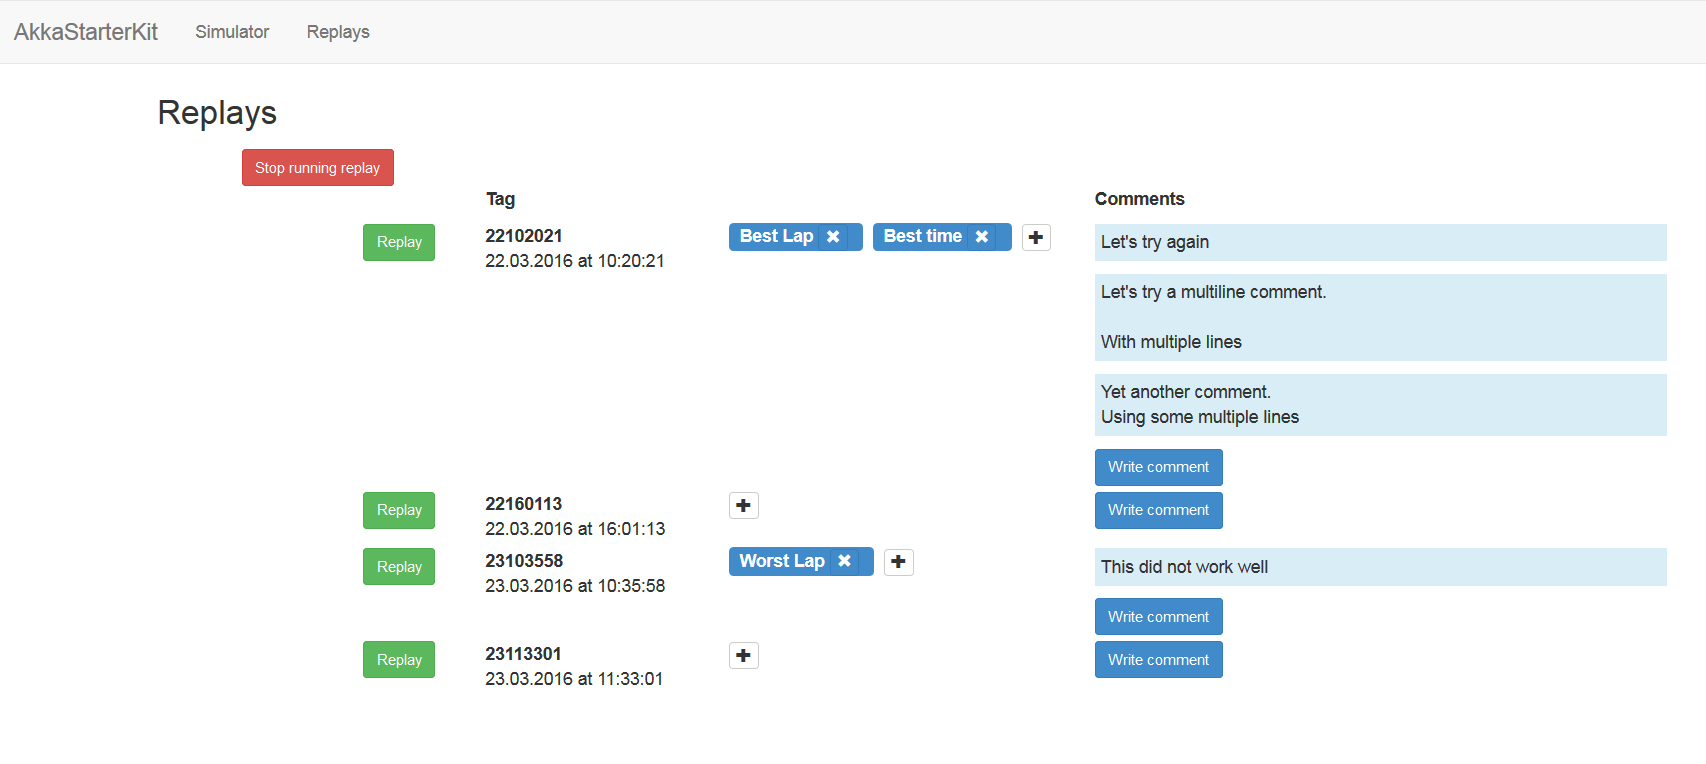 AkkaStarterKit Simulator Replays
Replays
Stop running replay
Tag Comments
Replay 22102021 Best Lap Best time Let's try again
22.03.2016 at 10:20:21
Let's try a multiline comment.
With multiple lines
Yet another comment.
Using some multiple lines
Write comment
Replay 22160113 Write comment
22.03.2016 at 16:01:13
Replay 23103558 Worst Lap This did not work well
23.03.2016 at 10:35:58
Write comment
Replay 23113301 Write comment
23.03.2016 at 11:33:01